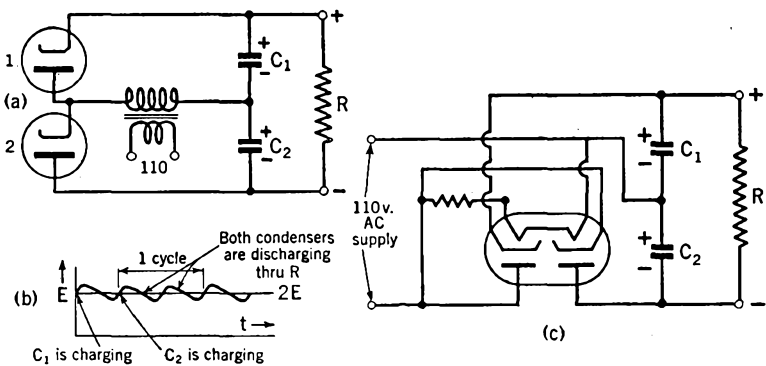 1.
(a)
2
+
+
-
C1
R
+
-
C2
-
110
(b)
E
1 cycle
Both condensers
are discharging
thru R
2E
t
C1 is charging
C2 is charging
110 v.
AC
supply
+
+
-
C1
R
+
-
C2
-
(c)